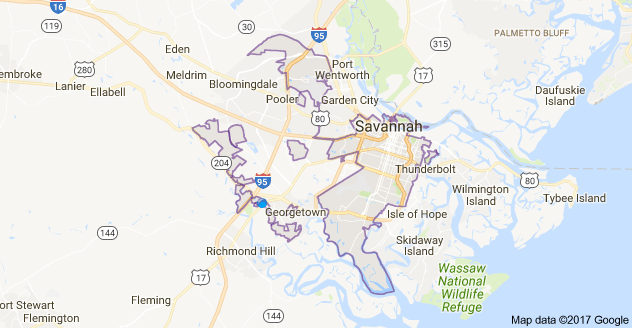 16
119
30
95
315
PALMETTO BLUFF
Eden
Port
Wentworth
17
280
Meldrim
Bloomingdale
Daufuskie
Island
embroke
Lanier
Ellabell
Pooler
Garden City
80
Savannah
204
Thunderbolt
95
80
Wilmington
Island
Tybee Island
Georgetown
Isle of Hope
144
Skidaway
Island
Richmond Hill
17
Wassaw
National
Wildlife
Refuge
Fleming
ort Stewart
144
Flemington
Map data ©2017 Google